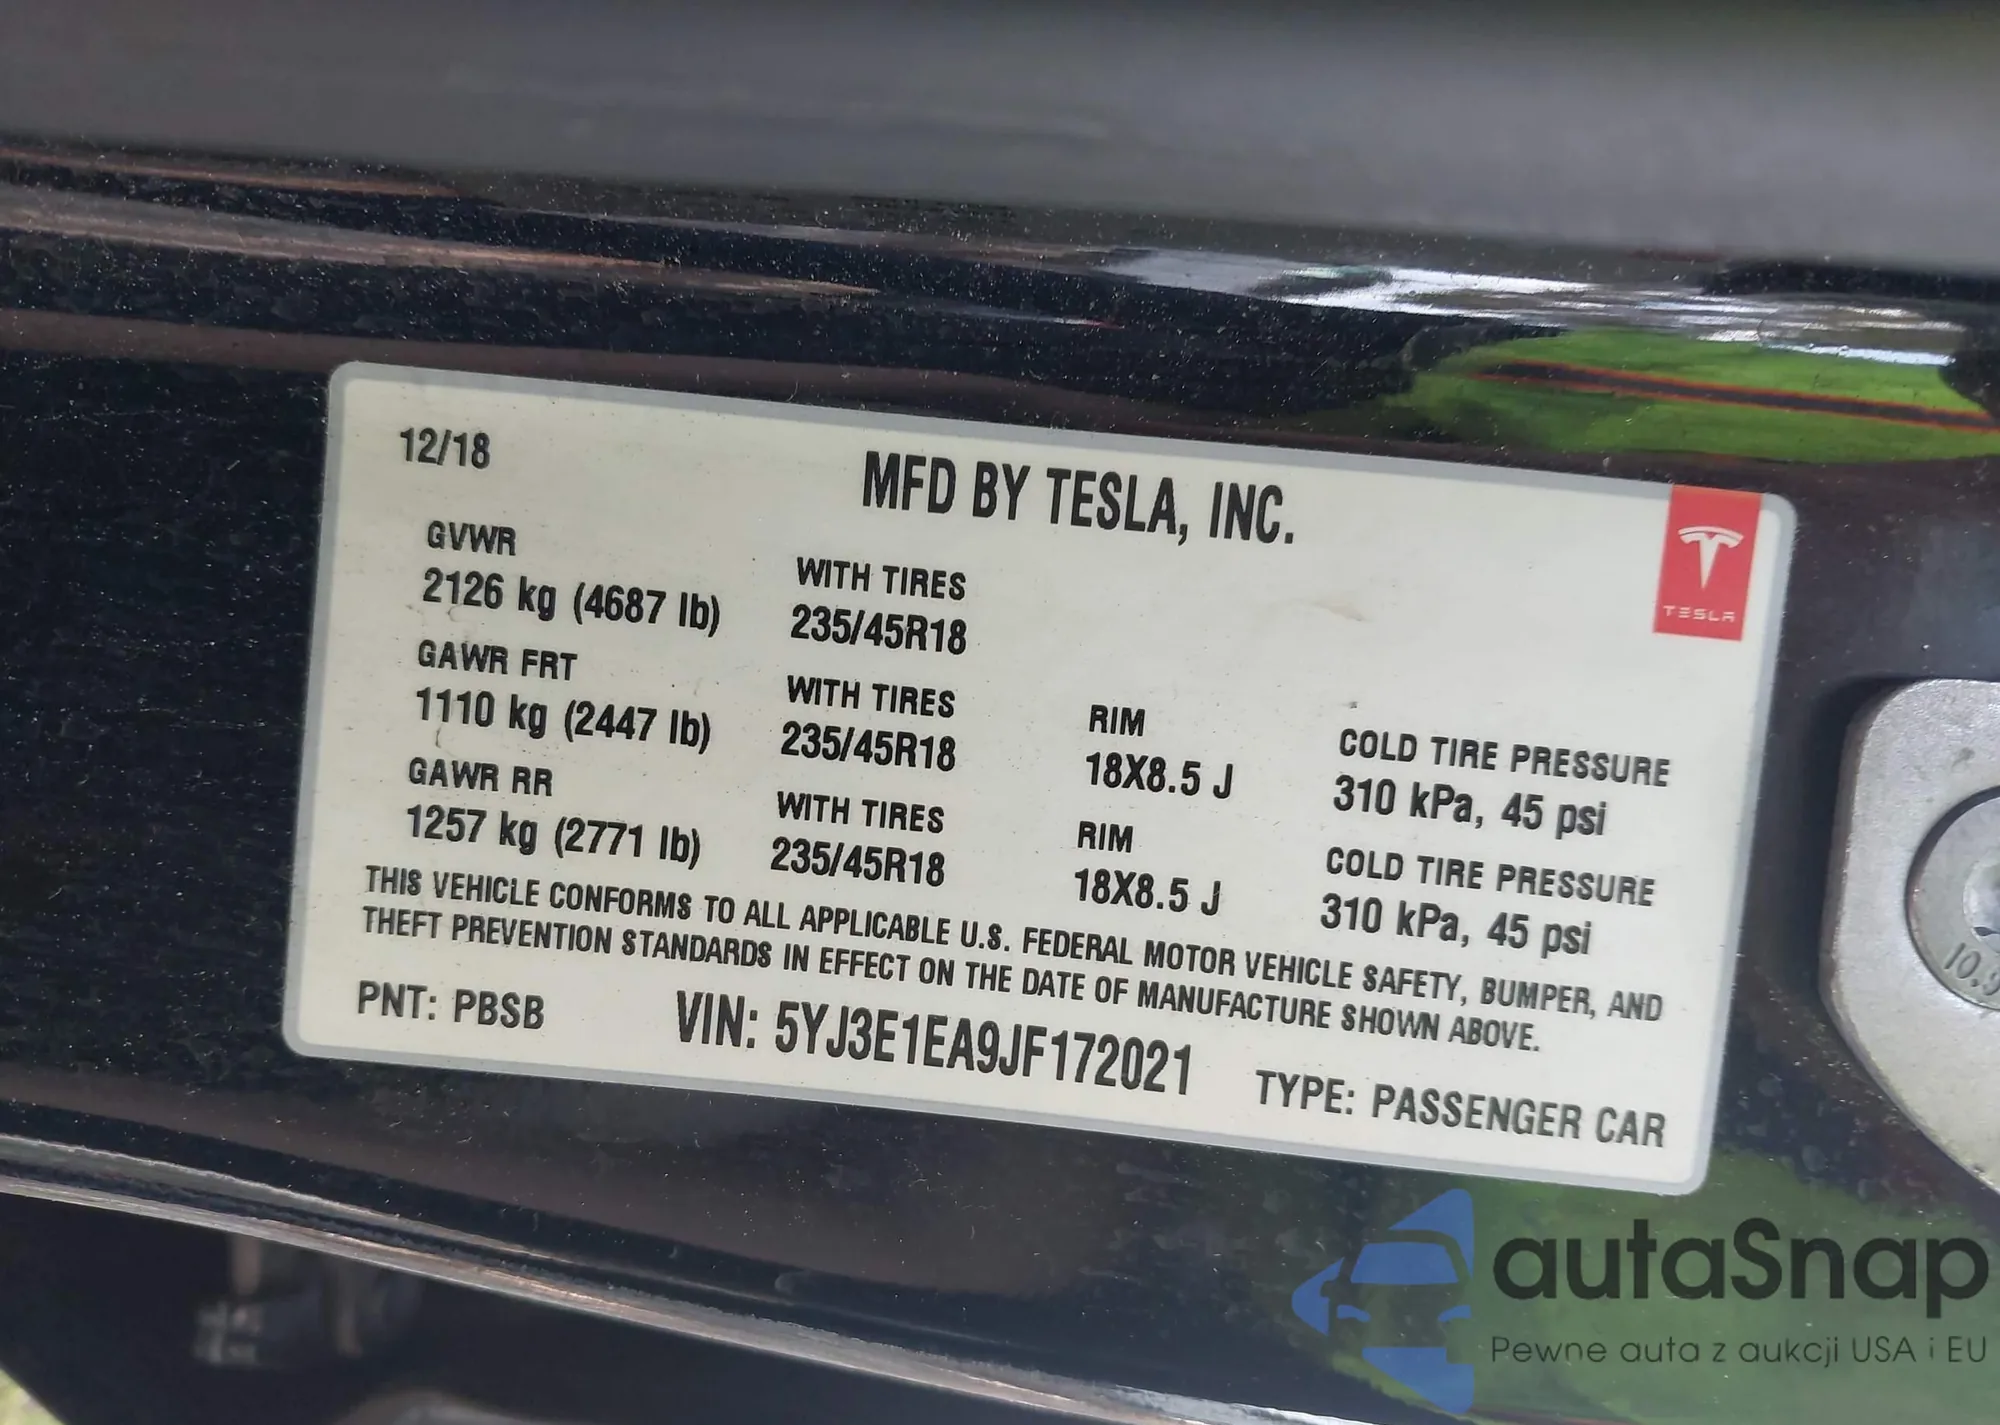 12/18
MFD BY TESLA, INC.
TESLA
GVWR
2126 kg (4687 lb)
WITH TIRES
235/45R18
GAWR FRT
1110 kg (2447 lb)
WITH TIRES
235/45R18
RIM
18X8.5 J
COLD TIRE PRESSURE
310 kPa, 45 psi
GAWR RR
1257 kg (2771 lb)
WITH TIRES
235/45R18
RIM
18X8.5 J
COLD TIRE PRESSURE
310 kPa, 45 psi
THIS VEHICLE CONFORMS TO ALL APPLICABLE U.S. FEDERAL MOTOR VEHICLE SAFETY, BUMPER, AND
THEFT PREVENTION STANDARDS IN EFFECT ON THE DATE OF MANUFACTURE SHOWN ABOVE.
PNT: PBSB
VIN: 5YJ3E1EA9JF172021
TYPE: PASSENGER CAR
10.9
autaSnap
Pewne auta z aukcji USA i EU